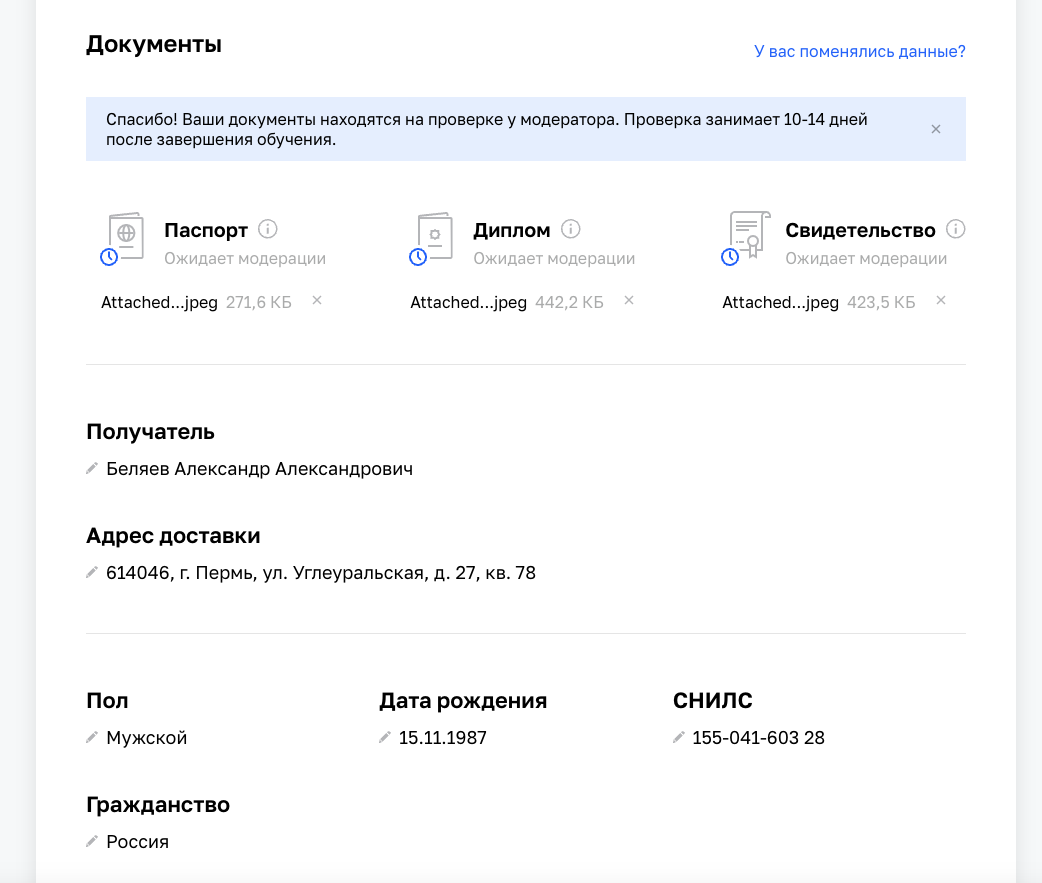 Документы
У вас поменялись данные?
Спасибо! Ваши документы находятся на проверке у модератора. Проверка занимает 10-14 дней
после завершения обучения.
Паспорт
Ожидает модерации
Attached...jpeg 271,6 КБ
Диплом
Ожидает модерации
Attached...jpeg 442,2 КБ
Свидетельство
Ожидает модерации
Attached...jpeg 423,5 КБ
Получатель
Беляев Александр Александрович
Адрес доставки
614046, г. Пермь, ул. Углеуральская, д. 27, кв. 78
Пол
Мужской
Дата рождения
15.11.1987
СНИЛС
155-041-603 28
Гражданство
Россия